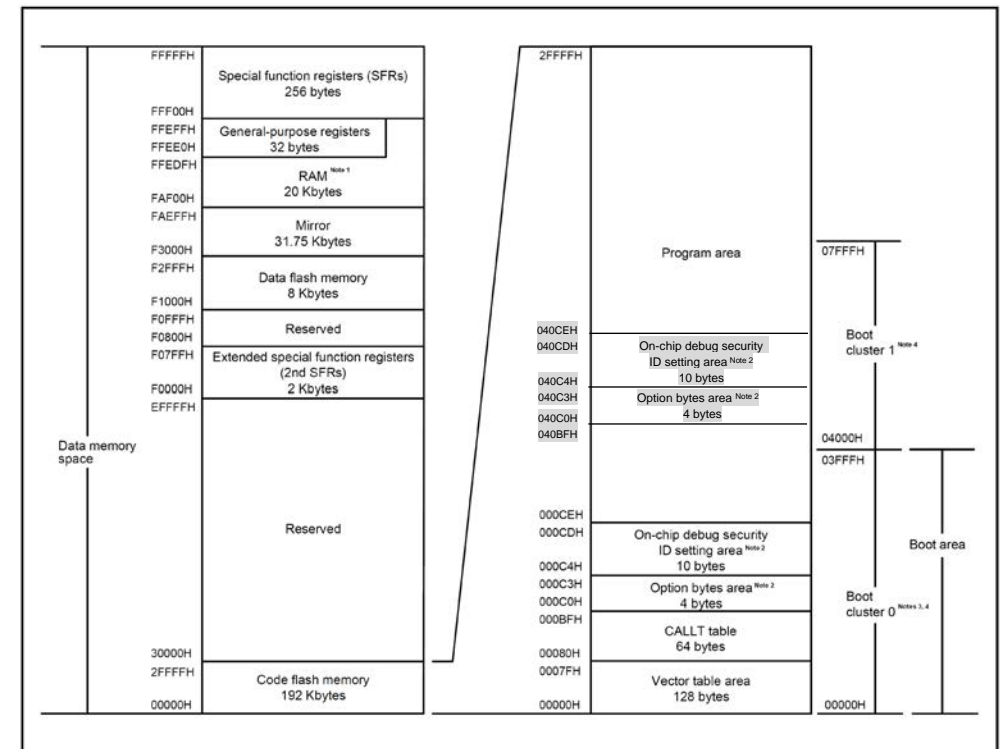 FFFFFH
Special function registers (SFRs)
256 bytes
FFF00H
FFEFFH
General-purpose registers
32 bytes
FFEE0H
FFEDFH
RAM Note 1
20 Kbytes
FAF00H
FAEFFH
Mirror
31.75 Kbytes
F3000H
F2FFFH
Data flash memory
8 Kbytes
F1000H
F0FFFH
Reserved
F0800H
F07FFH
Extended special function registers
(2nd SFRs)
2 Kbytes
F0000H
EFFFFH
Data memory
space
Reserved
30000H
2FFFFH
Code flash memory
192 Kbytes
00000H
2FFFFH
Program area
040CEH
040CDH
On-chip debug security
ID setting area Note 2
10 bytes
040C4H
040C3H
Option bytes area Note 2
4 bytes
040C0H
040BFH
000CEH
000CDH
On-chip debug security
ID setting area Note 2
10 bytes
000C4H
000C3H
Option bytes area Note 2
4 bytes
000C0H
000BFH
CALLT table
64 bytes
00080H
0007FH
Vector table area
128 bytes
00000H
07FFFH
Boot
cluster 1 Note 4
04000H
03FFFH
Boot area
Boot
cluster 0 Notes 3, 4
00000H